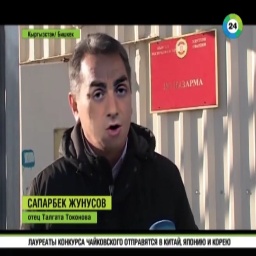 Кыргызстан/ Бишкек
24
САПАРБЕК ЖУНУСОВ
отец Талгата Токонова
ЛАУРЕАТЫ КОНКУРСА ЧАЙКОВСКОГО ОТПРАВЯТСЯ В КИТАЙ, ЯПОНИЮ И КОРЕЮ